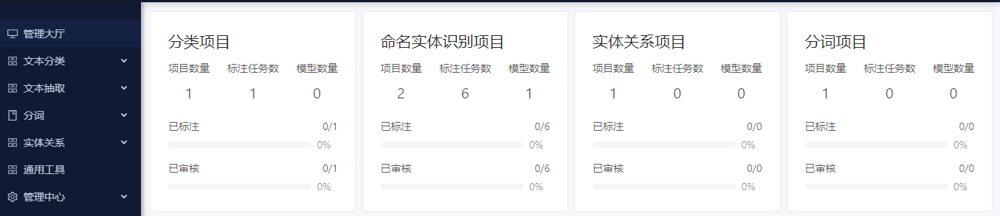 管理大厅
文本分类
文本抽取
分词
实体关系
通用工具
管理中心
分类项目
项目数量 标注任务数 模型数量
1 1 0
已标注 0/1
0%
已审核 0/1
0%
命名实体识别项目
项目数量 标注任务数 模型数量
2 6 1
已标注 0/6
0%
已审核 0/6
0%
实体关系项目
项目数量 标注任务数 模型数量
1 0 0
已标注 0/0
0%
已审核 0/0
0%
分词项目
项目数量 标注任务数 模型数量
1 0 0
已标注 0/0
0%
已审核 0/0
0%